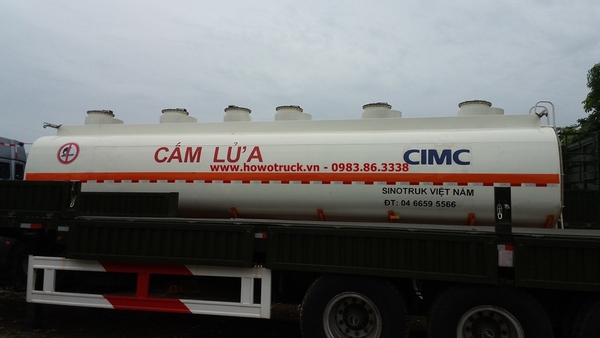 CẤM LỬA
CIMC
www.howotruck.vn - 0983.86.3338
SINOTRUK VIỆT NAM
ĐT: 04 6659 5566